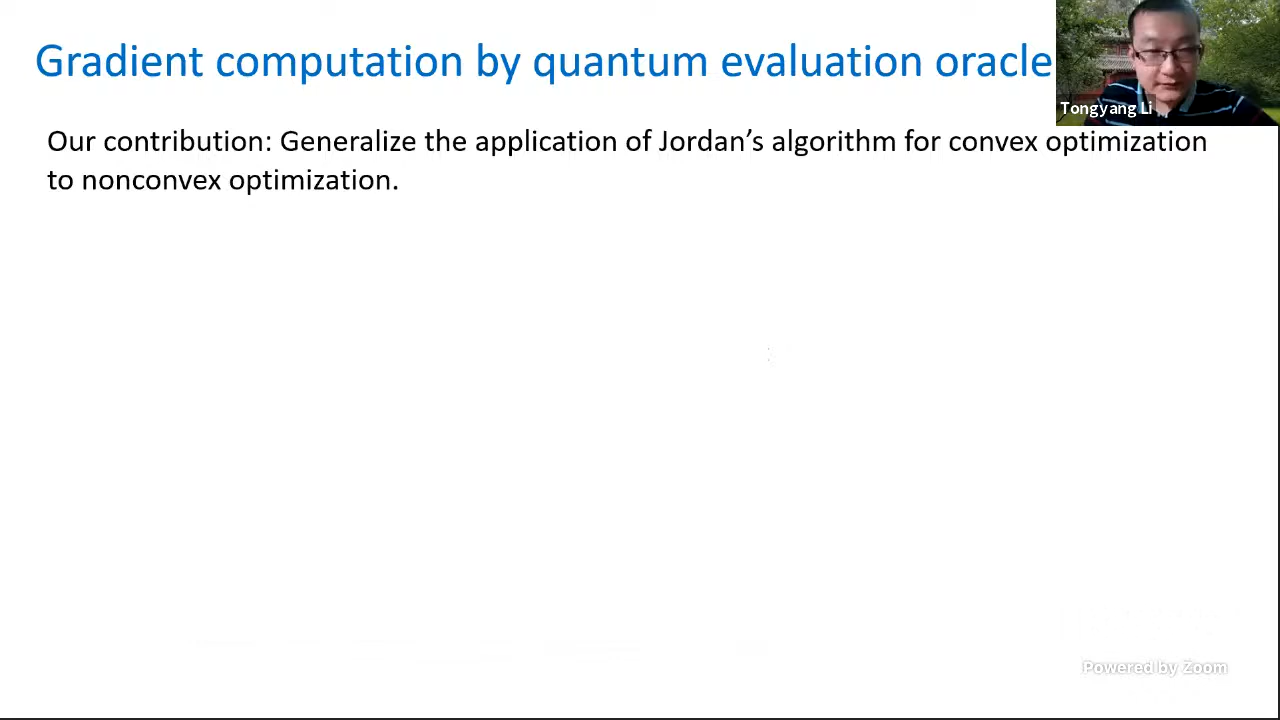 Gradient computation by quantum evaluation oracle
Tongyang Li
Our contribution: Generalize the application of Jordan’s algorithm for convex optimization
to nonconvex optimization.
Powered by Zoom